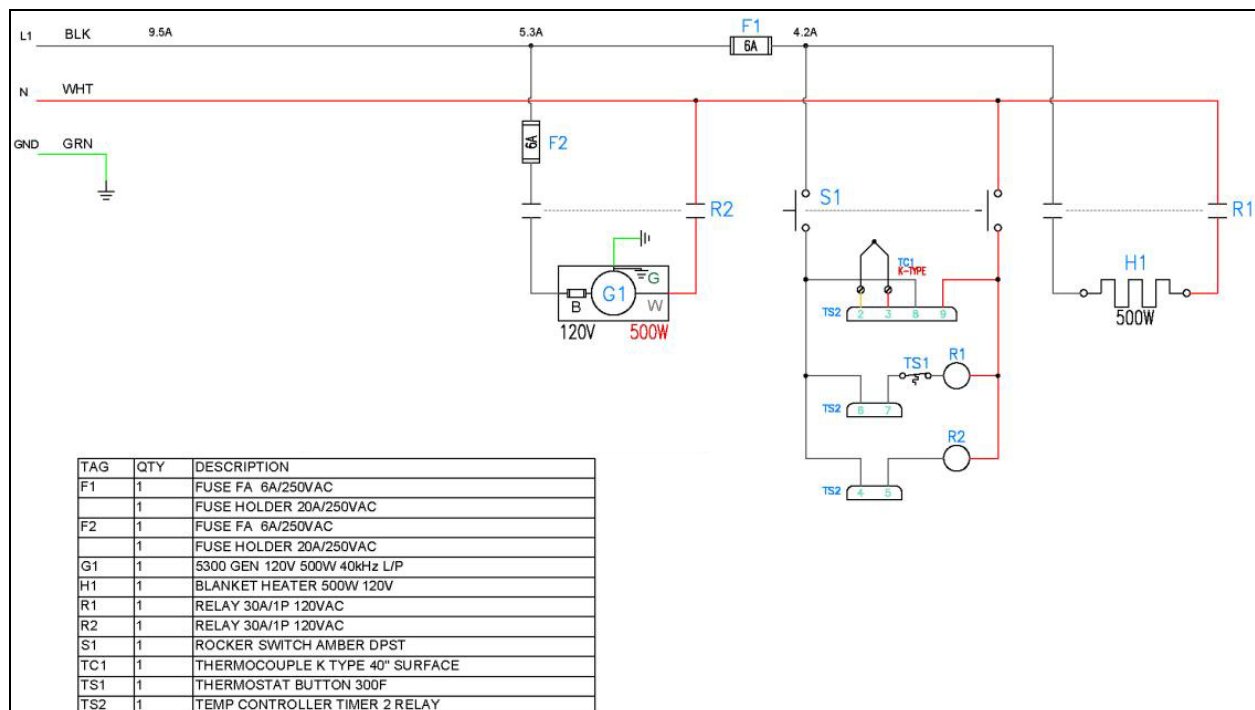 L1 BLK 9.5A 5.3A F1 4.2A
6A
N WHT
GND GRN
6A F2
S1
R2
R1
TC1
K-TYPE
G
G1
B
W
H1
TS2 2 3 8 9
500W
120V 500W
TS1 R1
TS2 6 7
R2
TS2 4 5
TAG QTY DESCRIPTION
F1 1 FUSE FA 6A/250VAC
1 FUSE HOLDER 20A/250VAC
F2 1 FUSE FA 6A/250VAC
1 FUSE HOLDER 20A/250VAC
G1 1 5300 GEN 120V 500W 40kHz L/P
H1 1 BLANKET HEATER 500W 120V
R1 1 RELAY 30A/1P 120VAC
R2 1 RELAY 30A/1P 120VAC
S1 1 ROCKER SWITCH AMBER DPST
TC1 1 THERMOCOUPLE K TYPE 40" SURFACE
TS1 1 THERMOSTAT BUTTON 300F
TS2 1 TEMP CONTROLLER TIMER 2 RELAY